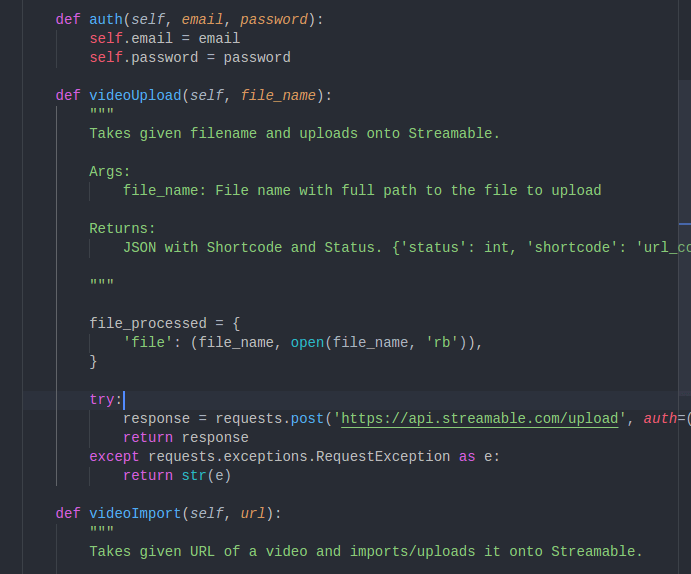 def auth(self, email, password):
self.email = email
self.password = password
def videoUpload(self, file_name):
"""
Takes given filename and uploads onto Streamable.
Args:
file_name: File name with full path to the file to upload
Returns:
JSON with Shortcode and Status. {'status': int, 'shortcode': 'url_co
"""
file_processed = {
'file': (file_name, open(file_name, 'rb')),
}
try:
response = requests.post('https://api.streamable.com/upload', auth=(
return response
except requests.exceptions.RequestException as e:
return str(e)
def videoImport(self, url):
"""
Takes given URL of a video and imports/uploads it onto Streamable.